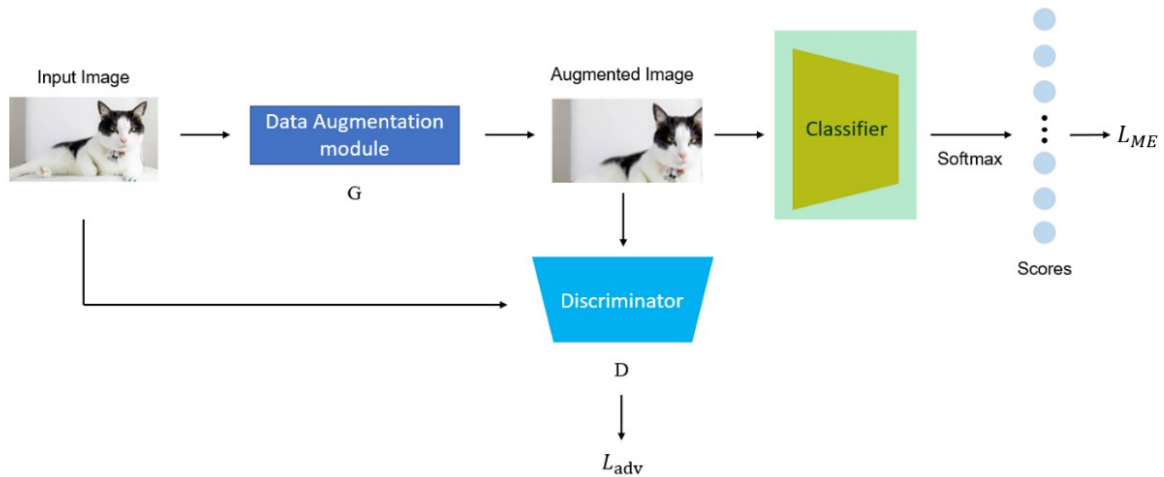 Input Image
Data Augmentation
module
G
Augmented Image
Classifier
Softmax
Scores
L_ME
Discriminator
D
L_adv